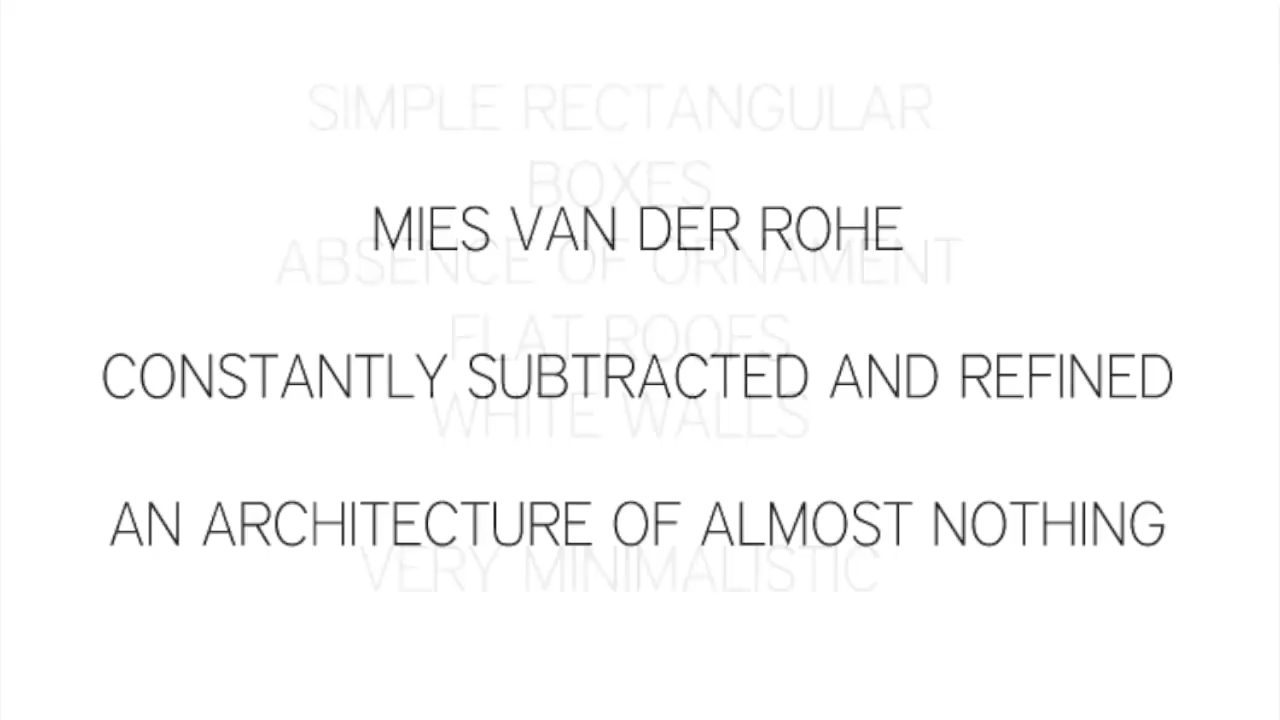 SIMPLE RECTANGULAR
BOXES
MIES VAN DER ROHE
ABSENCE OF ORNAMENT
FLAT ROOFS
CONSTANTLY SUBTRACTED AND REFINED
WHITE WALLS
AN ARCHITECTURE OF ALMOST NOTHING
VERY MINIMALISTIC